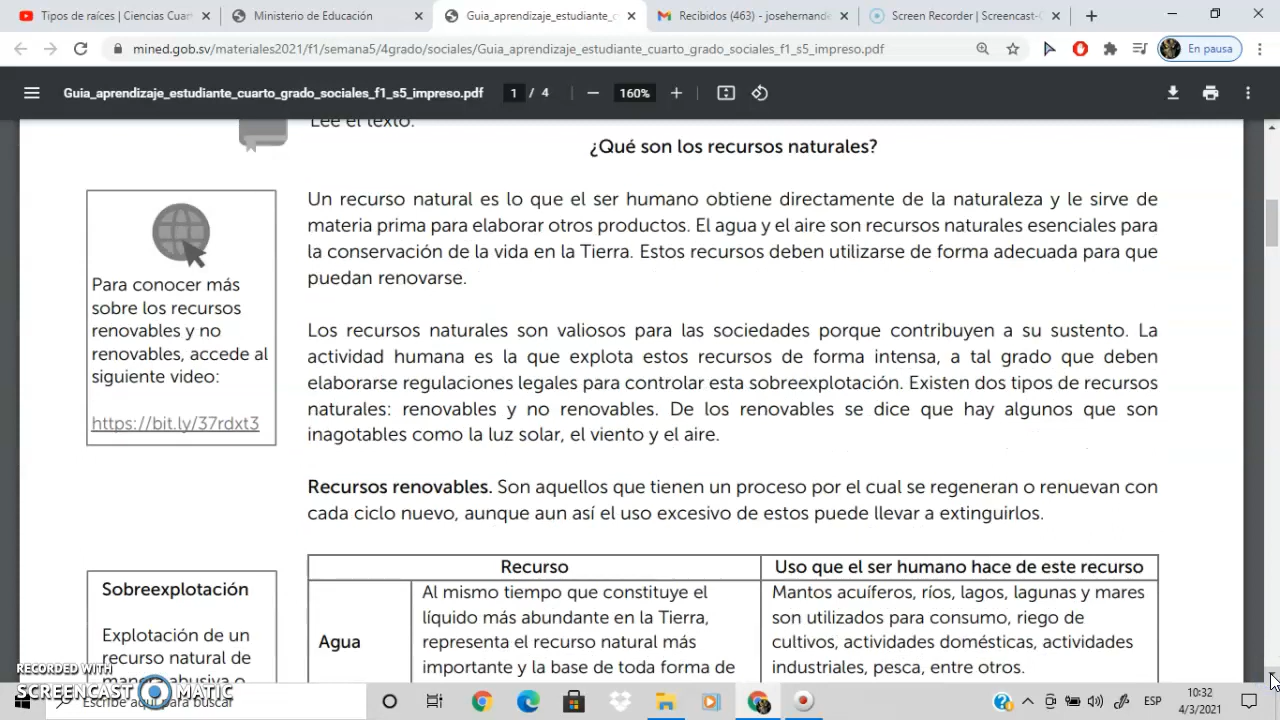 Tipos de raíces | Ciencias Cuar
Ministerio de Educación
Guia_aprendizaje_estudiante_c
Recibidos (463) - josehernande
Screen Recorder | Screencast-O
mined.gob.sv/materiales2021/f1/semana5/4grado/sociales/Guia_aprendizaje_estudiante_cuarto_grado_sociales_f1_s5_impreso.pdf
En pausa
Guia_aprendizaje_estudiante_cuarto_grado_sociales_f1_s5_impreso.pdf
1 / 4
160%
Lee el texto.
¿Qué son los recursos naturales?
Un recurso natural es lo que el ser humano obtiene directamente de la naturaleza y le sirve de
materia prima para elaborar otros productos. El agua y el aire son recursos naturales esenciales para
la conservación de la vida en la Tierra. Estos recursos deben utilizarse de forma adecuada para que
puedan renovarse.
Para conocer más
sobre los recursos
renovables y no
renovables, accede al
siguiente video:
https://bit.ly/37rdxt3
Los recursos naturales son valiosos para las sociedades porque contribuyen a su sustento. La
actividad humana es la que explota estos recursos de forma intensa, a tal grado que deben
elaborarse regulaciones legales para controlar esta sobreexplotación. Existen dos tipos de recursos
naturales: renovables y no renovables. De los renovables se dice que hay algunos que son
inagotables como la luz solar, el viento y el aire.
Recursos renovables. Son aquellos que tienen un proceso por el cual se regeneran o renuevan con
cada ciclo nuevo, aunque aun así el uso excesivo de estos puede llevar a extinguirlos.
Recurso
Uso que el ser humano hace de este recurso
Agua
Al mismo tiempo que constituye el
líquido más abundante en la Tierra,
representa el recurso natural más
importante y la base de toda forma de
Mantos acuíferos, ríos, lagos, lagunas y mares
son utilizados para consumo, riego de
cultivos, actividades domésticas, actividades
industriales, pesca, entre otros.
Sobreexplotación
Explotación de un
recurso natural de
manera abusiva o
RECORDED WITH
SCREENCAST MATIC
Escribe aquí para buscar
ESP
10:32
4/3/2021